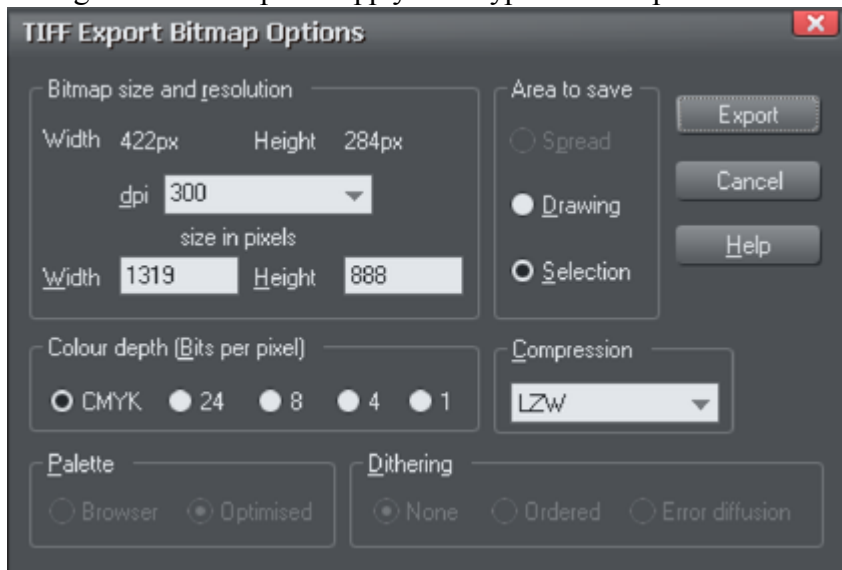 TIFF Export Bitmap Options
Bitmap size and resolution
Width 422px Height 284px
dpi 300
size in pixels
Width 1319 Height 888
Area to save
Spread
Drawing
Selection
Export
Cancel
Help
Colour depth (Bits per pixel)
CMYK 24 8 4 1
Compression
LZW
Palette
Browser Optimised
Dithering
None Ordered Error diffusion